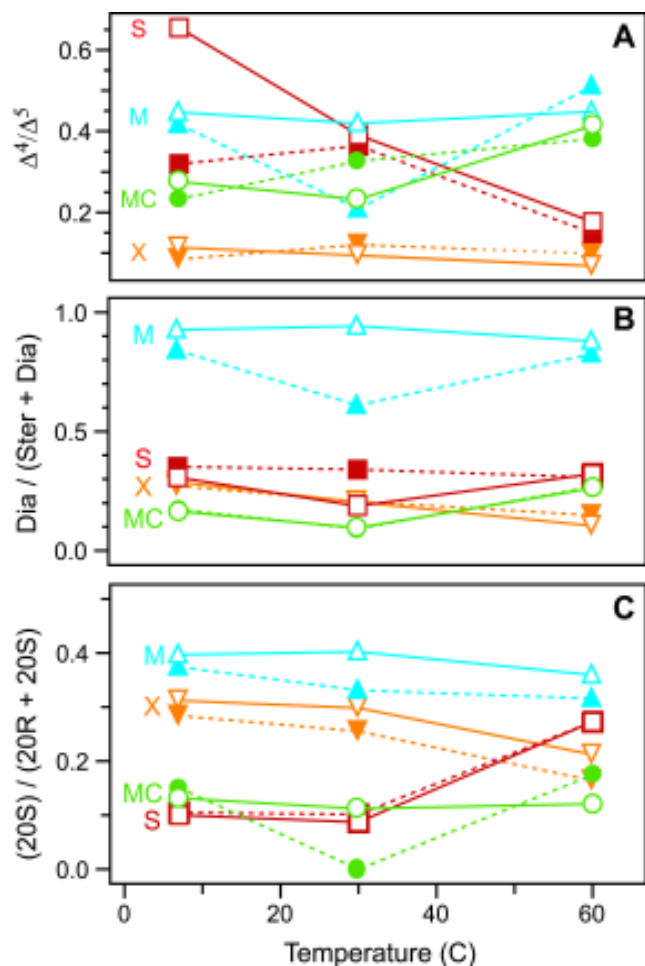 A
S
0.6
M
0.4
Δ⁴/Δ⁵
MC
0.2
X
B
1.0
M
Dia / (Ster + Dia)
0.5
S
X
MC
0.0
C
M
0.4
X
(20S) / (20R + 20S)
0.2
MC
S
0.0
0 20 40 60
Temperature (C)